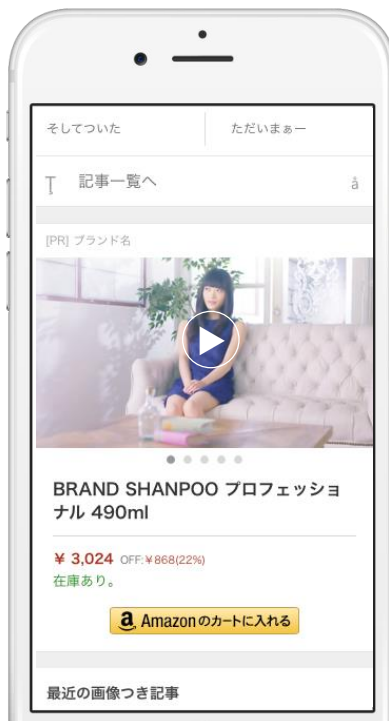 そしてついた
ただいまぁー
Ţ 記事一覧へ å
[PR] ブランド名
BRAND SHANPOO プロフェッショ
ナル 490ml
¥ 3,024 OFF:¥868(22%)
在庫あり。
a Amazonのカートに入れる
最近の画像つき記事